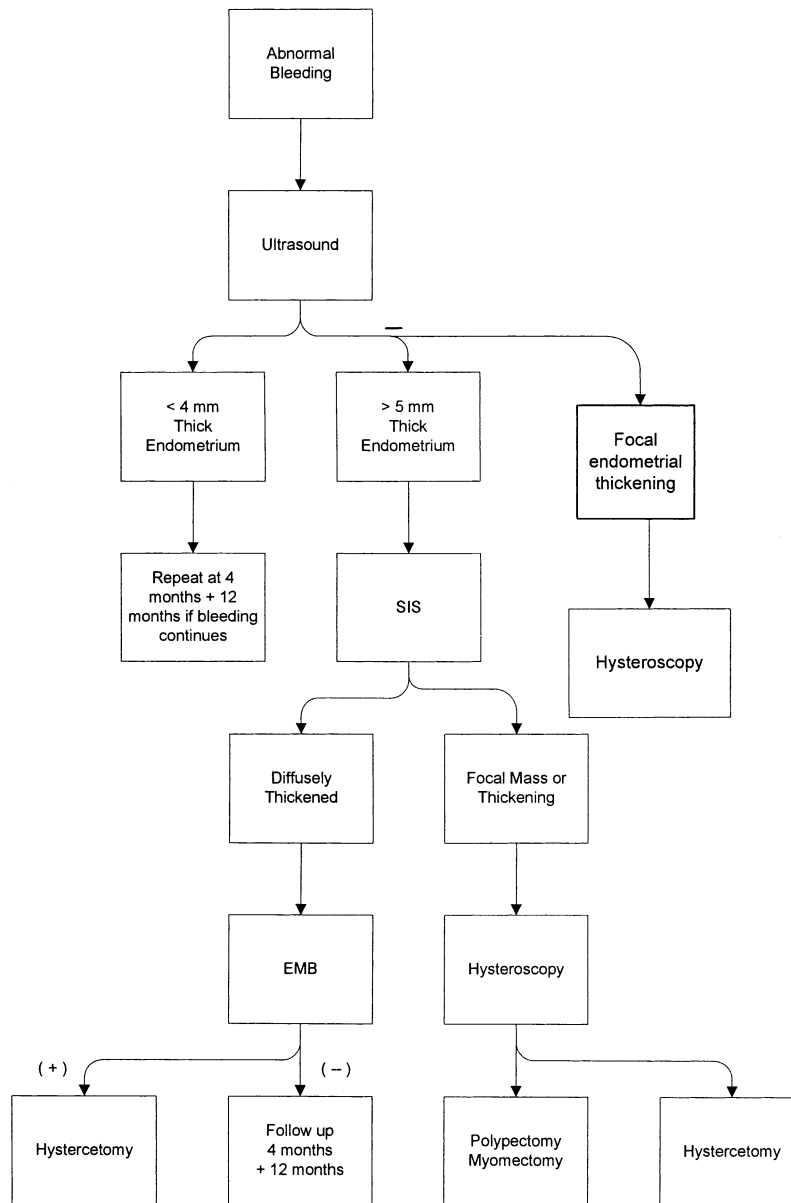 Abnormal
Bleeding
Ultrasound
—
< 4 mm
Thick
Endometrium
> 5 mm
Thick
Endometrium
Focal
endometrial
thickening
Repeat at 4
months + 12
months if bleeding
continues
SIS
Hysteroscopy
Diffusely
Thickened
Focal Mass or
Thickening
EMB
Hysteroscopy
( + )
( – )
Hystercetomy
Follow up
4 months
+ 12 months
Polypectomy
Myomectomy
Hystercetomy